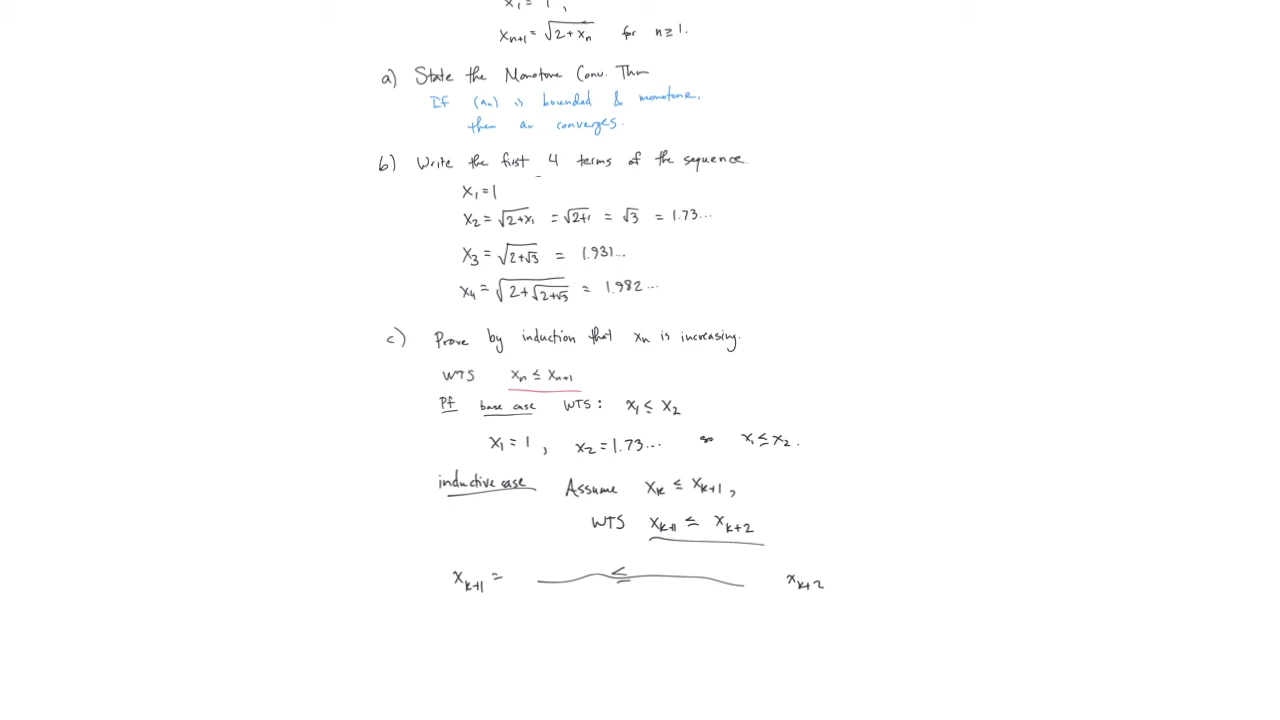 x₁ = 1,
xₙ₊₁ = √(2 + xₙ) for n ≥ 1.
a) State the Monotone Conv. Thm
If (aₙ) is bounded & monotone,
then aₙ converges.
b) Write the first 4 terms of the sequence.
x₁ = 1
x₂ = √(2+x₁) = √(2+1) = √3 = 1.73...
x₃ = √(2+√3) = 1.931...
x₄ = √(2+√(2+√3)) = 1.982...
c) Prove by induction that xₙ is increasing.
WTS xₙ ≤ xₙ₊₁
Pf base case WTS: x₁ ≤ x₂
x₁ = 1, x₂ = 1.73... so x₁ ≤ x₂.
inductive case Assume xₖ ≤ xₖ₊₁,
WTS xₖ₊₁ ≤ xₖ₊₂
xₖ₊₁ = ≤ xₖ₊₂